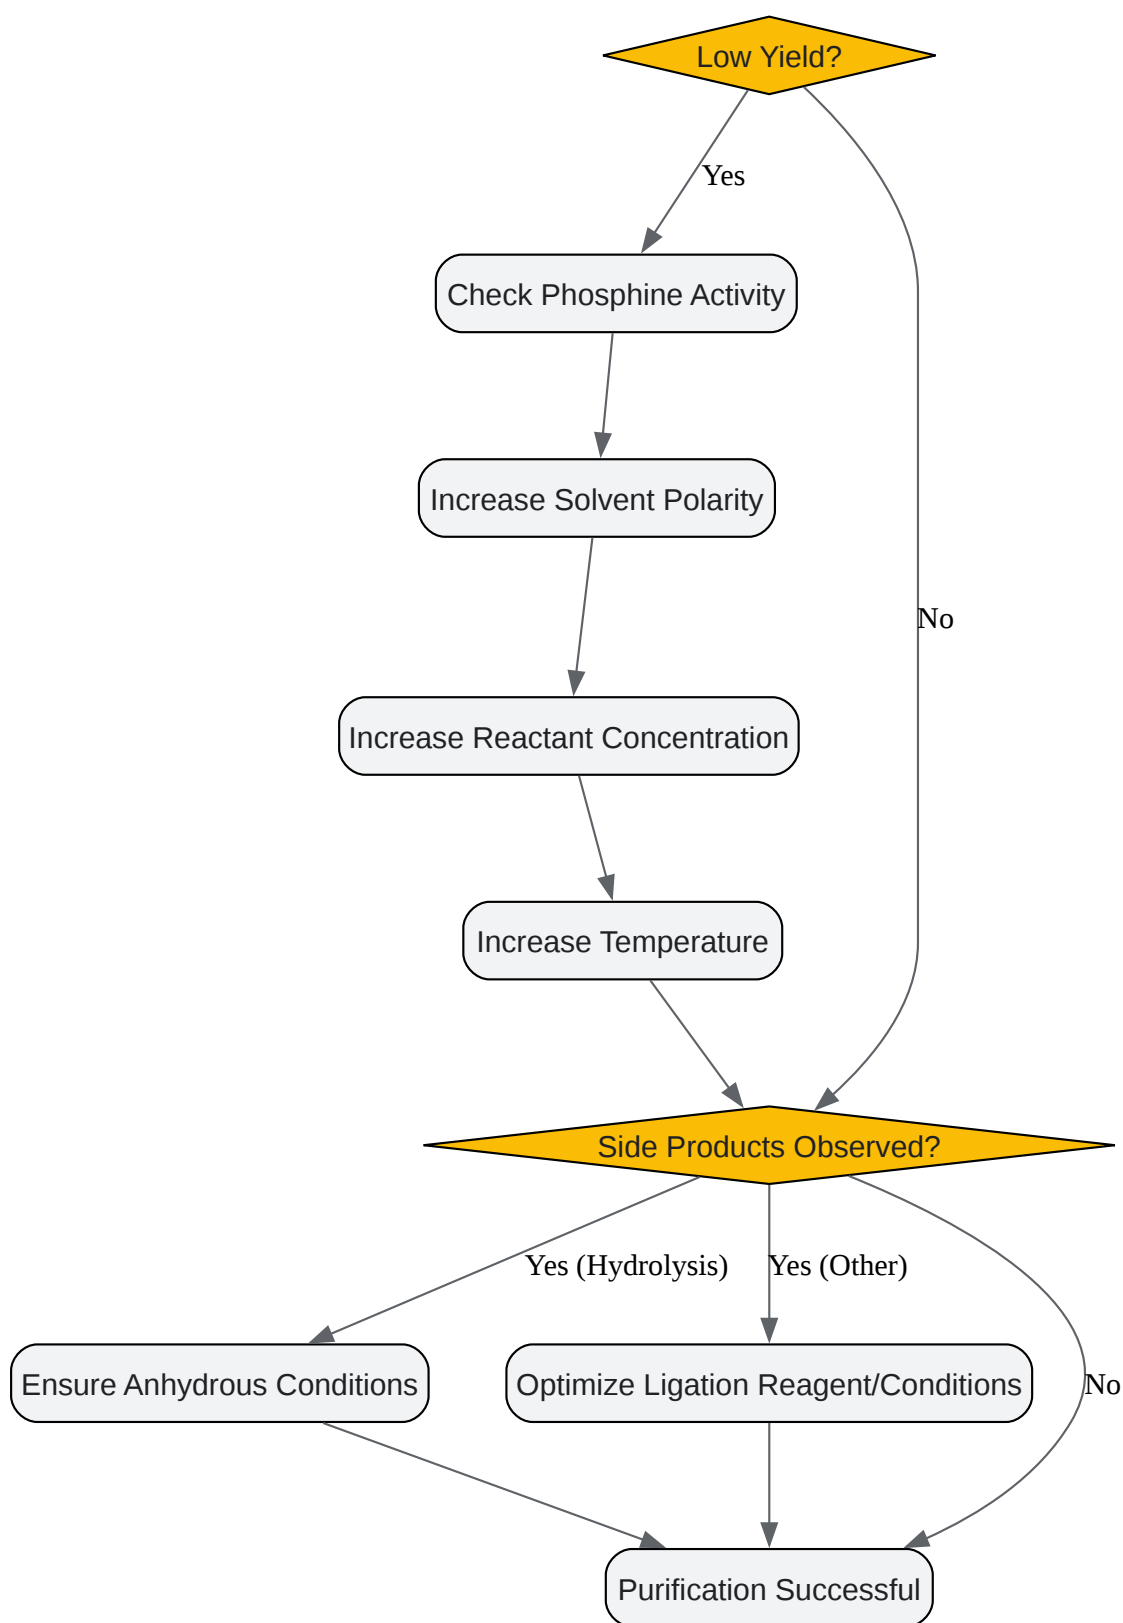 Low Yield?
Yes
Check Phosphine Activity
Increase Solvent Polarity
No
Increase Reactant Concentration
Increase Temperature
Side Products Observed?
Yes (Hydrolysis)
Yes (Other)
Ensure Anhydrous Conditions
Optimize Ligation Reagent/Conditions
No
Purification Successful